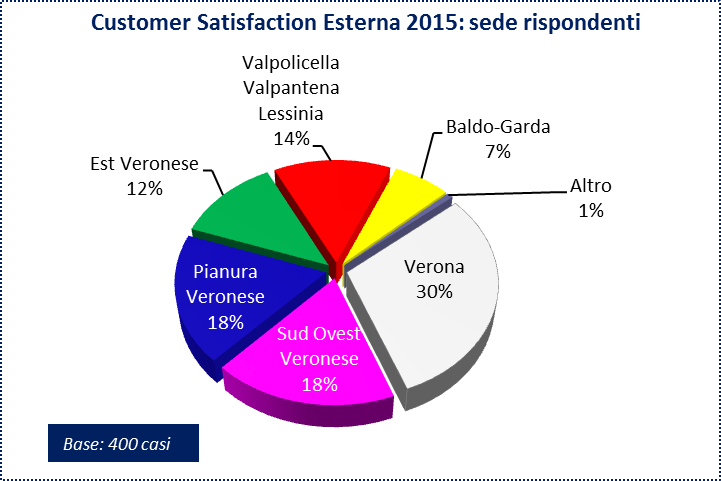 Customer Satisfaction Esterna 2015: sede rispondenti
Valpolicella
Valpantena
Lessinia
14%
Baldo-Garda
7%
Est Veronese
12%
Altro
1%
Verona
30%
Pianura
Veronese
18%
Sud Ovest
Veronese
18%
Base: 400 casi